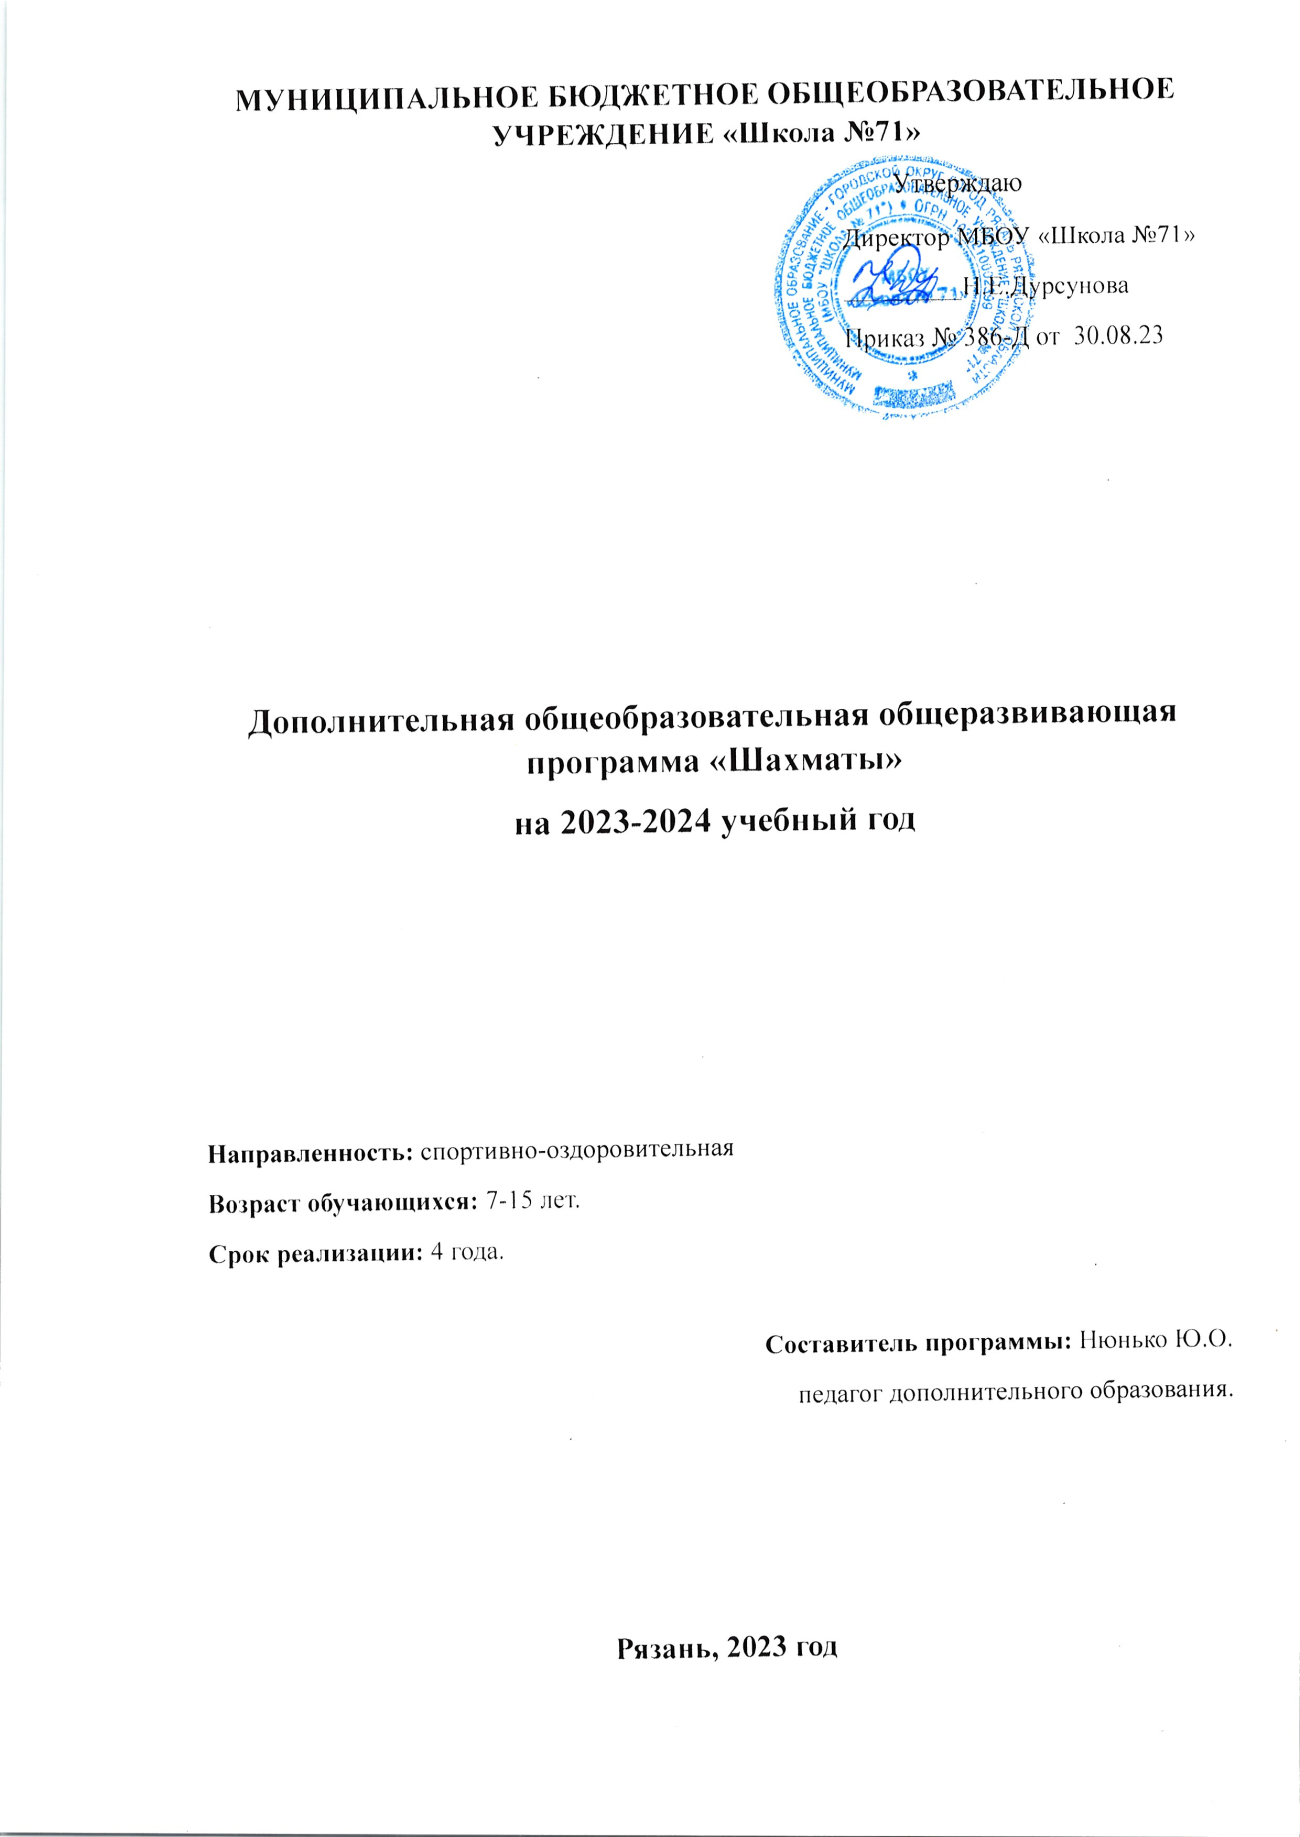 МУНИЦИПАЛЬНОЕ БЮДЖЕТНОЕ ОБЩЕОБРАЗОВАТЕЛЬНОЕ
УЧРЕЖДЕНИЕ «Школа №71»
Утверждаю
Директор МБОУ «Школа №71»
Н.Е.Дурсунова
Приказ № 386-Д от 30.08.23
Дополнительная общеобразовательная общеразвивающая
программа «Шахматы»
на 2023-2024 учебный год
Направленность: спортивно-оздоровительная
Возраст обучающихся: 7-15 лет.
Срок реализации: 4 года.
Составитель программы: Нюнько Ю.О.
педагог дополнительного образования.
Рязань, 2023 год